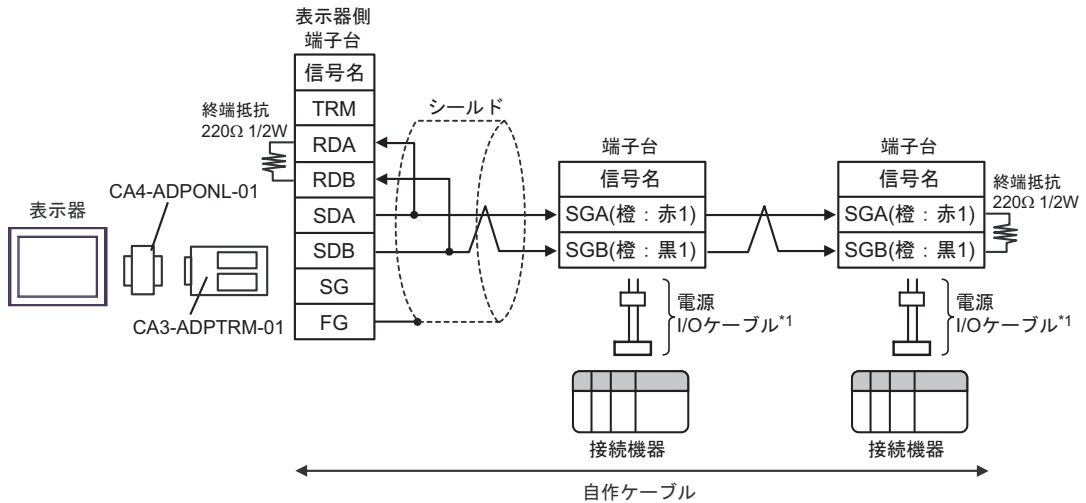 表示器側
端子台
信号名
TRM
RDA
RDB
SDA
SDB
SG
FG
終端抵抗
220Ω 1/2W
シールド
表示器
CA4-ADPONL-01
CA3-ADPTRM-01
端子台
信号名
SGA(橙：赤1)
SGB(橙：黒1)
電源
I/Oケーブル*1
接続機器
端子台
信号名
SGA(橙：赤1)
SGB(橙：黒1)
終端抵抗
220Ω 1/2W
電源
I/Oケーブル*1
接続機器
自作ケーブル